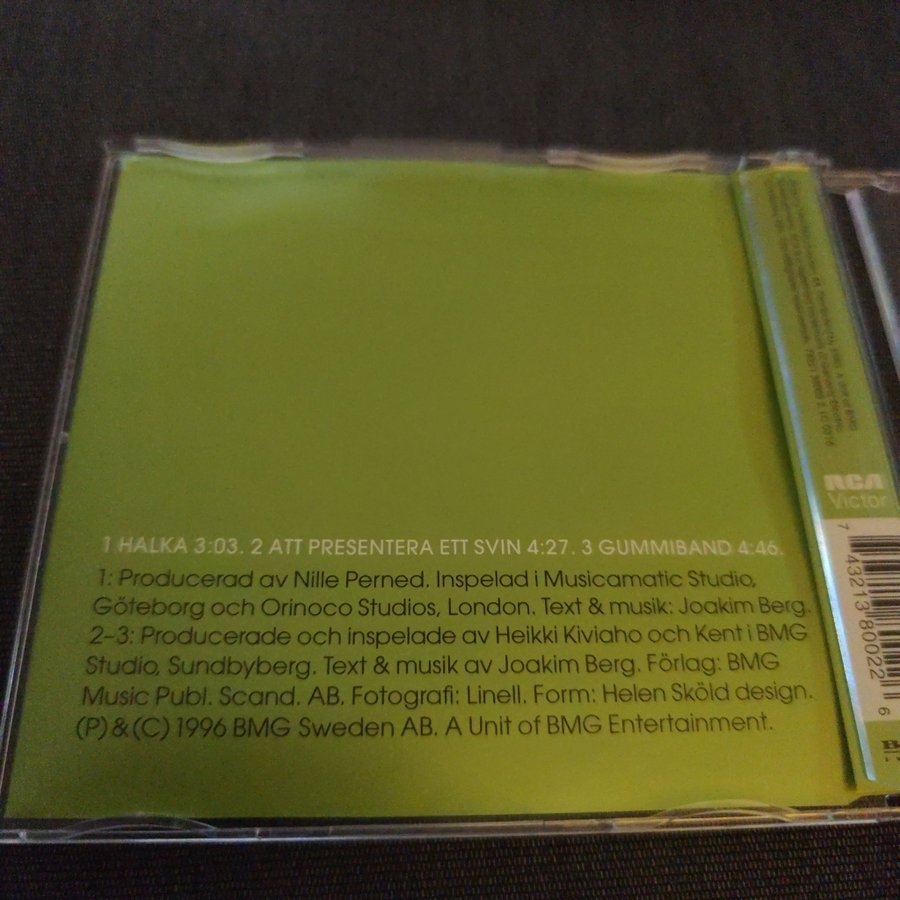 1 HALKA 3:03. 2 ATT PRESENTERA ETT SVIN 4:27. 3 GUMMIBAND 4:46.
1: Producerad av Nille Perned. Inspelad i Musicamatic Studio,
Göteborg och Orinoco Studios, London. Text & musik: Joakim Berg.
2–3: Producerade och inspelade av Heikki Kiviaho och Kent i BMG
Studio, Sundbyberg. Text & musik av Joakim Berg. Förlag: BMG
Music Publ. Scand. AB. Fotografi: Linell. Form: Helen Sköld design.
(P) & (C) 1996 BMG Sweden AB. A Unit of BMG Entertainment.
RCA
Victor
7 43213 80022 6